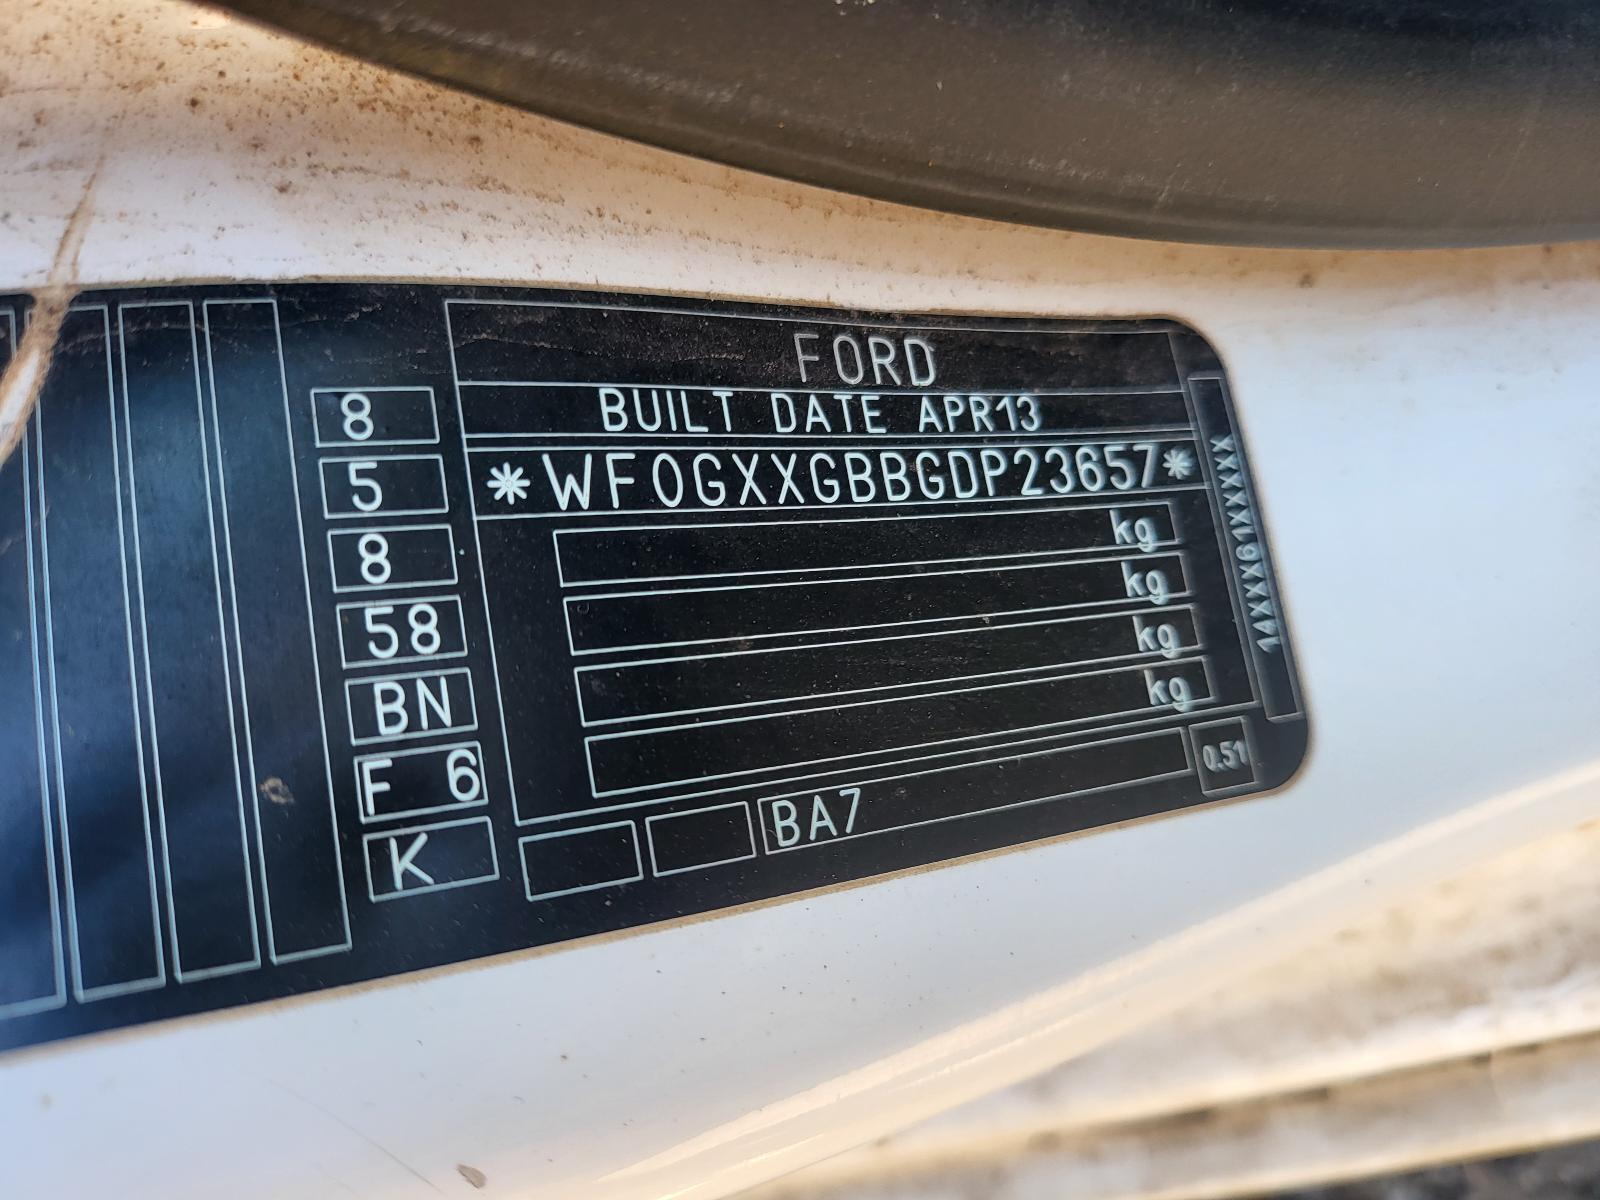 FORD
BUILT DATE APR13
*WF0GXXGBBGDP23657*
kg
kg
kg
kg
8
5
8
58
BN
F 6
K
BA7
0.51
14XXX61XXXXX